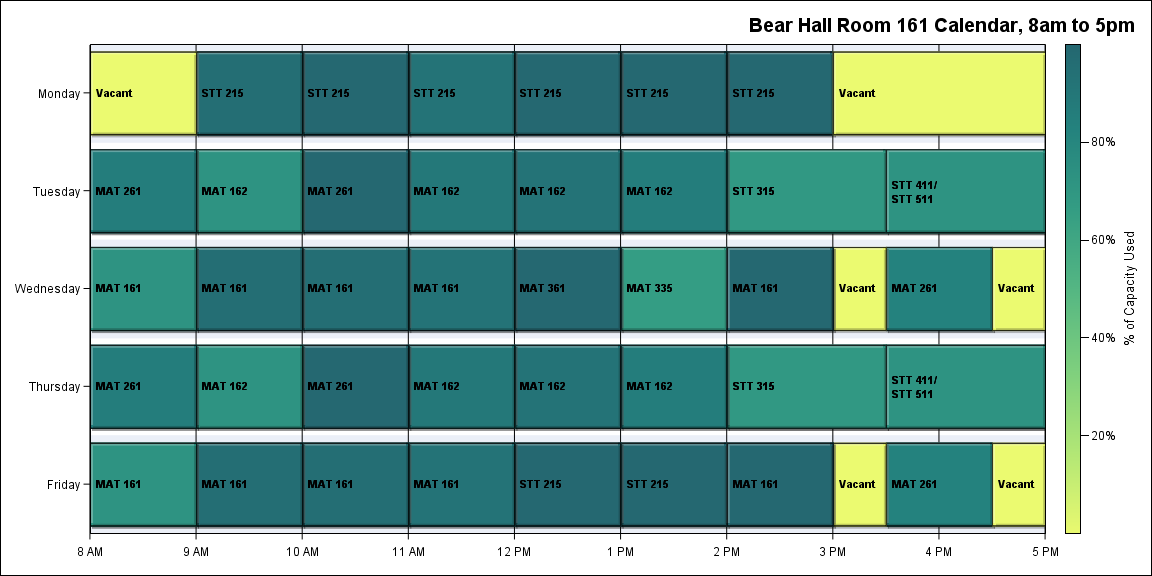 Bear Hall Room 161 Calendar, 8am to 5pm
Monday
Vacant
STT 215
STT 215
STT 215
STT 215
STT 215
STT 215
Vacant
Tuesday
MAT 261
MAT 162
MAT 261
MAT 162
MAT 162
MAT 162
STT 315
STT 411/
STT 511
Wednesday
MAT 161
MAT 161
MAT 161
MAT 161
MAT 361
MAT 335
MAT 161
Vacant
MAT 261
Vacant
Thursday
MAT 261
MAT 162
MAT 261
MAT 162
MAT 162
MAT 162
STT 315
STT 411/
STT 511
Friday
MAT 161
MAT 161
MAT 161
MAT 161
STT 215
STT 215
MAT 161
Vacant
MAT 261
Vacant
8 AM
9 AM
10 AM
11 AM
12 PM
1 PM
2 PM
3 PM
4 PM
5 PM
80%
60%
40%
20%
% of Capacity Used